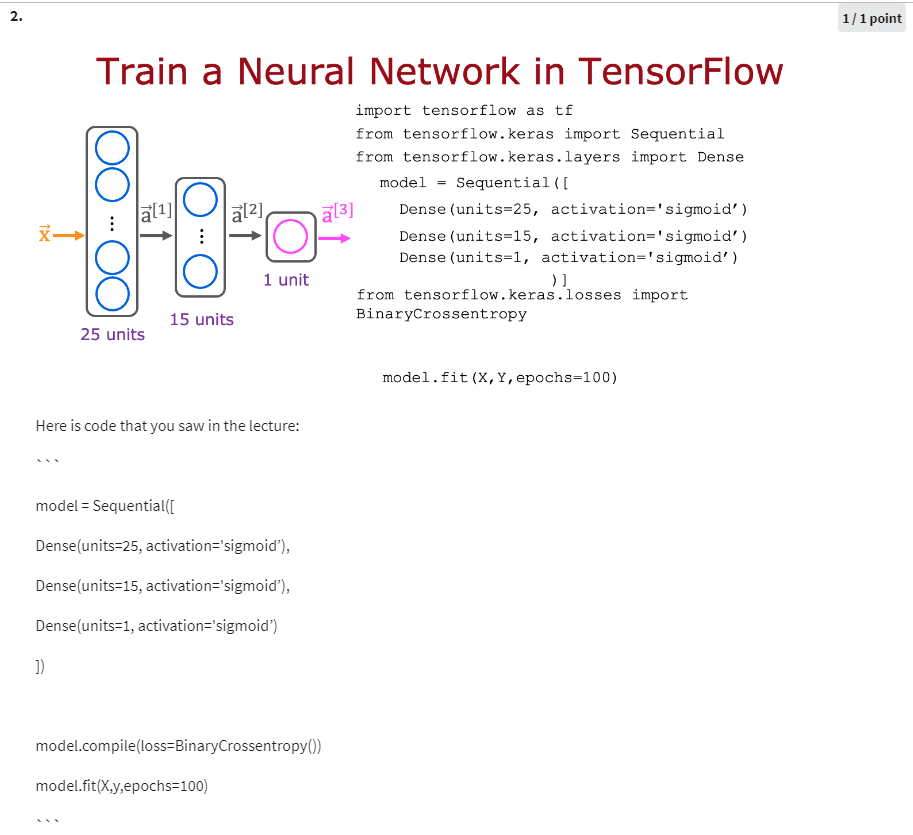 2.
1 / 1 point
Train a Neural Network in TensorFlow
import tensorflow as tf
from tensorflow.keras import Sequential
from tensorflow.keras.layers import Dense
model = Sequential([
Dense(units=25, activation='sigmoid’)
Dense(units=15, activation='sigmoid’)
Dense(units=1, activation='sigmoid’)
)]
from tensorflow.keras.losses import
BinaryCrossentropy
model.fit(X,Y,epochs=100)
x⃗
a⃗[1]
a⃗[2]
a⃗[3]
1 unit
15 units
25 units
Here is code that you saw in the lecture:
```
model = Sequential([
Dense(units=25, activation='sigmoid’),
Dense(units=15, activation='sigmoid’),
Dense(units=1, activation='sigmoid’)
])
model.compile(loss=BinaryCrossentropy())
model.fit(X,y,epochs=100)
```